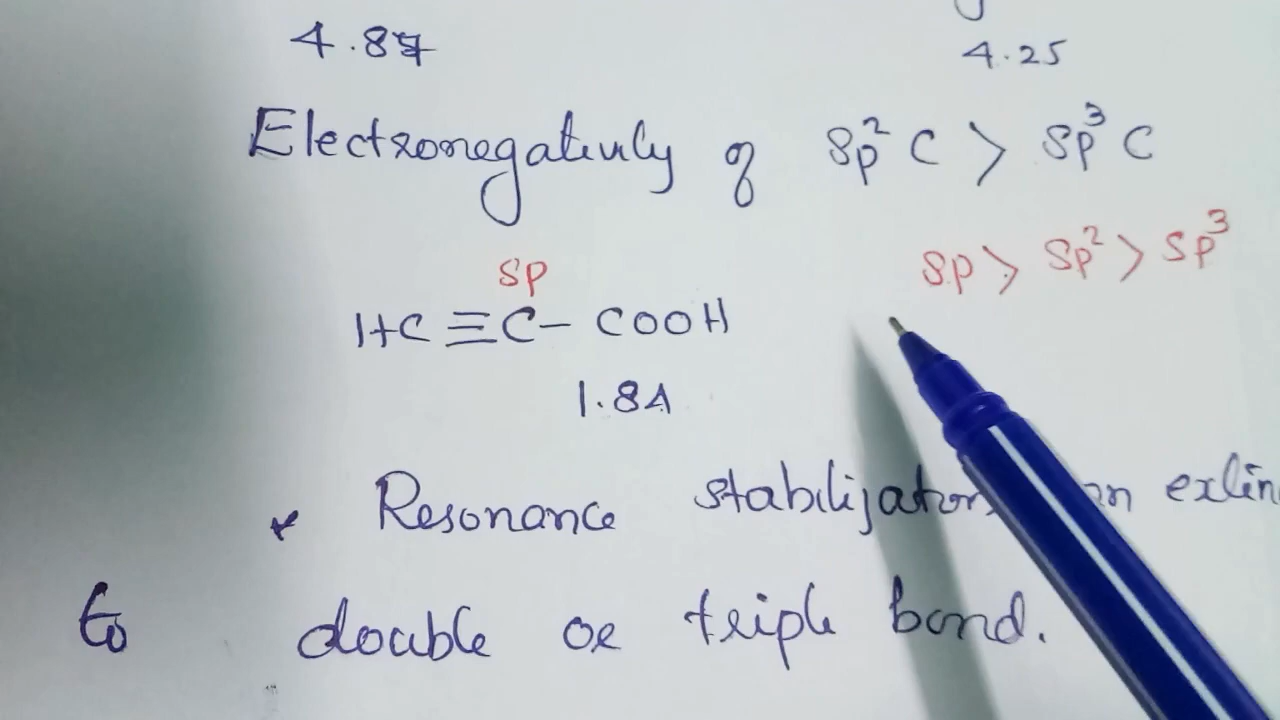 4.87 4.25
Electronegativity of sp² C > sp³ C
sp sp > sp² > sp³
HC≡C– COOH
1.84
* Resonance
to double or triple bond.